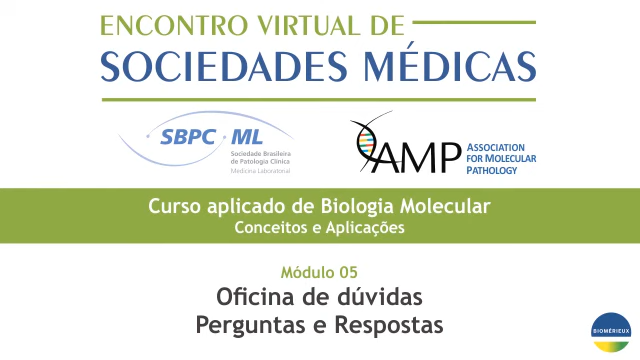 ENCONTRO VIRTUAL DE
SOCIEDADES MÉDICAS
SBPC ML
Sociedade Brasileira
de Patologia Clínica
Medicina Laboratorial
AMP
ASSOCIATION
FOR MOLECULAR
PATHOLOGY
Curso aplicado de Biologia Molecular
Conceitos e Aplicações
Módulo 05
Oficina de dúvidas
Perguntas e Respostas
BIOMÉRIEUX